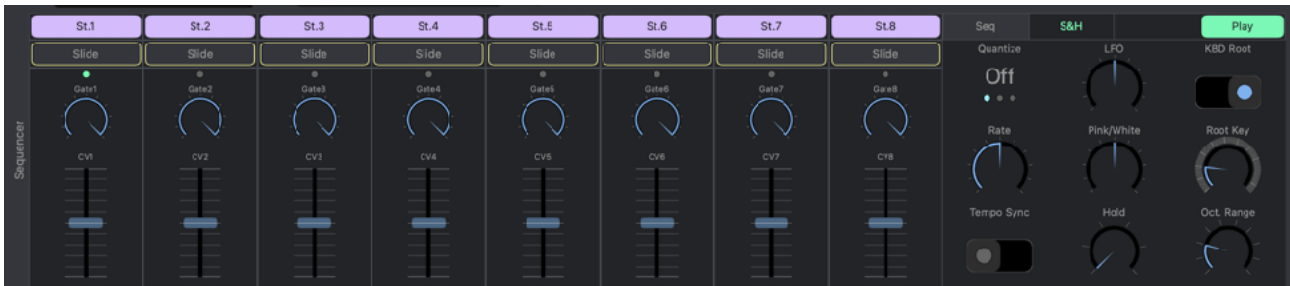 St.1 St.2 St.3 St.4 St.5 St.6 St.7 St.8 Seq S&H Play
Slide Slide Slide Slide Slide Slide Slide Slide Quantize LFO KBD Root
Off
Gate1 Gate2 Gate3 Gate4 Gate5 Gate6 Gate7 Gate8
Sequencer
Rate Pink/White Root Key
CV1 CV2 CV3 CV4 CV5 CV6 CV7 CV8
Tempo Sync Hold Oct. Range